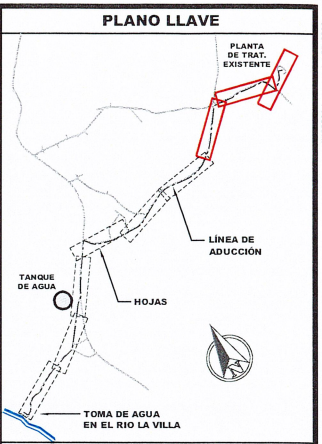 PLANO LLAVE
PLANTA
DE TRAT.
EXISTENTE
LÍNEA DE
ADUCCIÓN
TANQUE
DE AGUA
HOJAS
TOMA DE AGUA
EN EL RIO LA VILLA